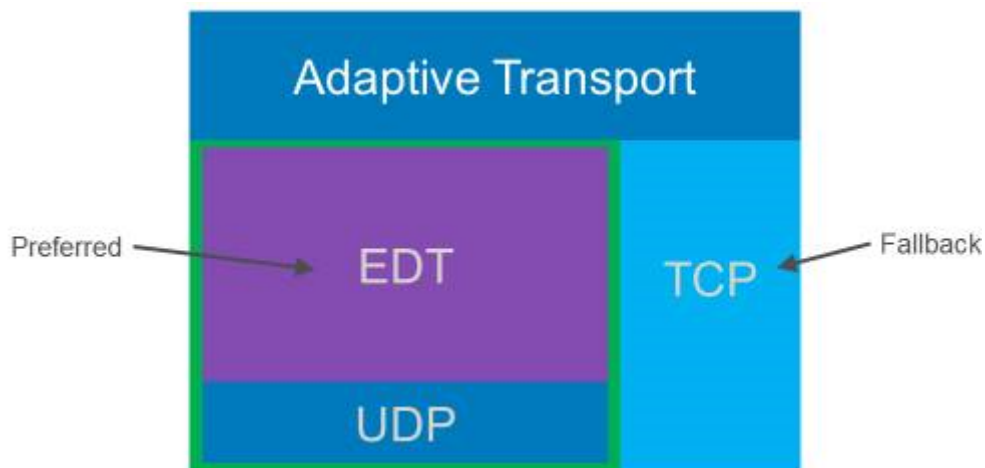 Adaptive Transport
Preferred
EDT
TCP
Fallback
UDP